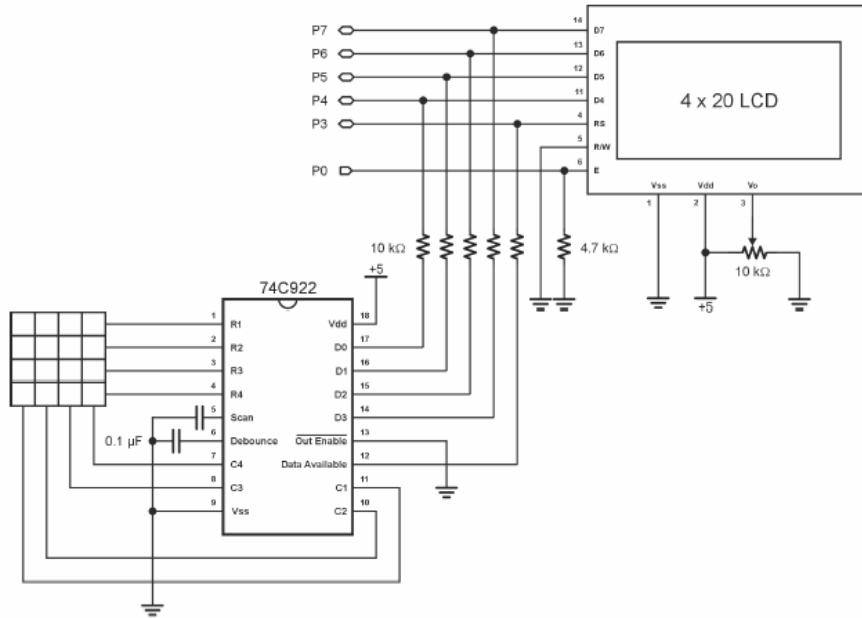 P7 14 D7
P6 13 D6
P5 12 D5
P4 11 D4
4 x 20 LCD
P3 4 RS
5 R/W
P0 6 E
Vss Vdd Vo
1 2 3
10 kΩ 4.7 kΩ
10 kΩ
+5
+5
74C922
1 R1 Vdd 18
2 R2 D0 17
3 R3 D1 16
4 R4 D2 15
5 Scan D3 14
0.1 µF 6 Debounce Out Enable 13
7 C4 Data Available 12
8 C3 C1 11
9 Vss C2 10